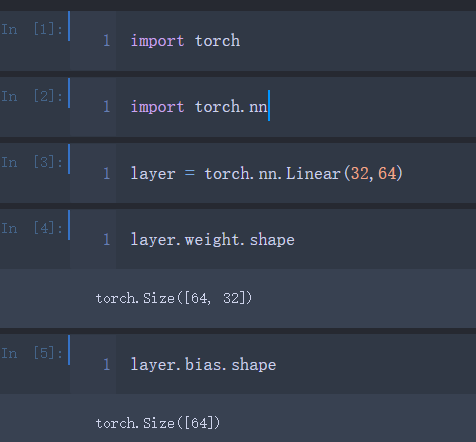 In [1]:
1 import torch
In [2]:
1 import torch.nn
In [3]:
1 layer = torch.nn.Linear(32,64)
In [4]:
1 layer.weight.shape
torch.Size([64, 32])
In [5]:
1 layer.bias.shape
torch.Size([64])